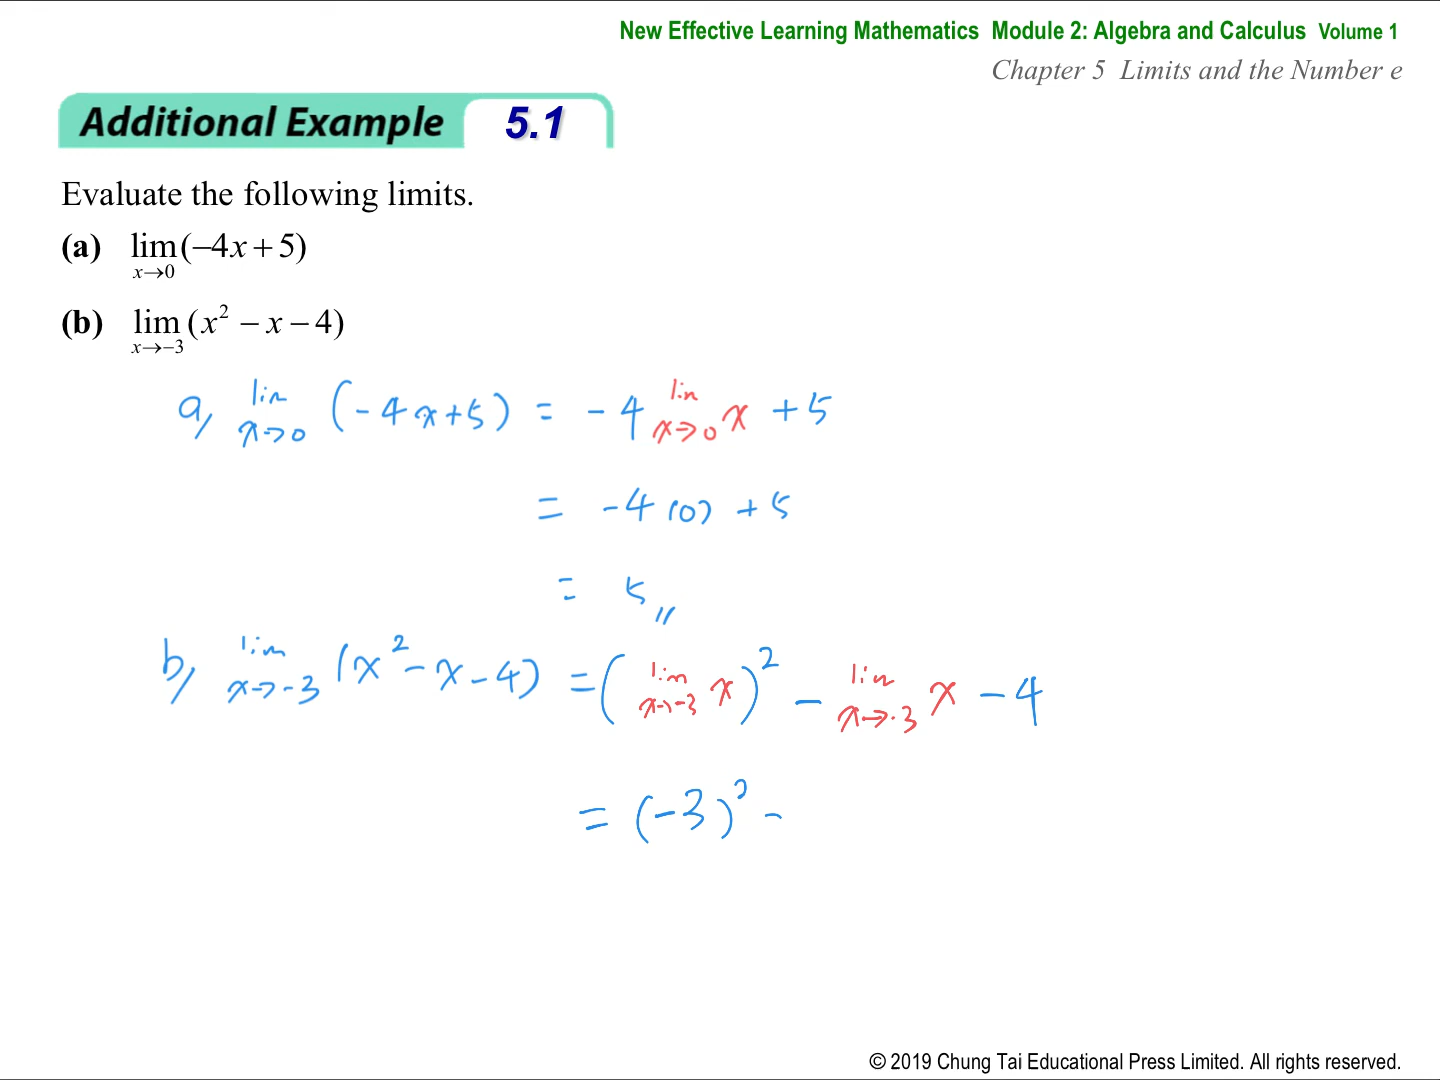 New Effective Learning Mathematics Module 2: Algebra and Calculus Volume 1
Chapter 5 Limits and the Number e
Additional Example 5.1
Evaluate the following limits.
(a) lim x→0 (−4x + 5)
(b) lim x→−3 (x² − x − 4)
a, lim x→0 (-4x+5) = -4 lim x→0 x + 5
= -4(0) + 5
= 5 //
b, lim x→-3 (x²-x-4) = (lim x→-3 x)² - lim x→-3 x - 4
= (-3)² -
© 2019 Chung Tai Educational Press Limited. All rights reserved.